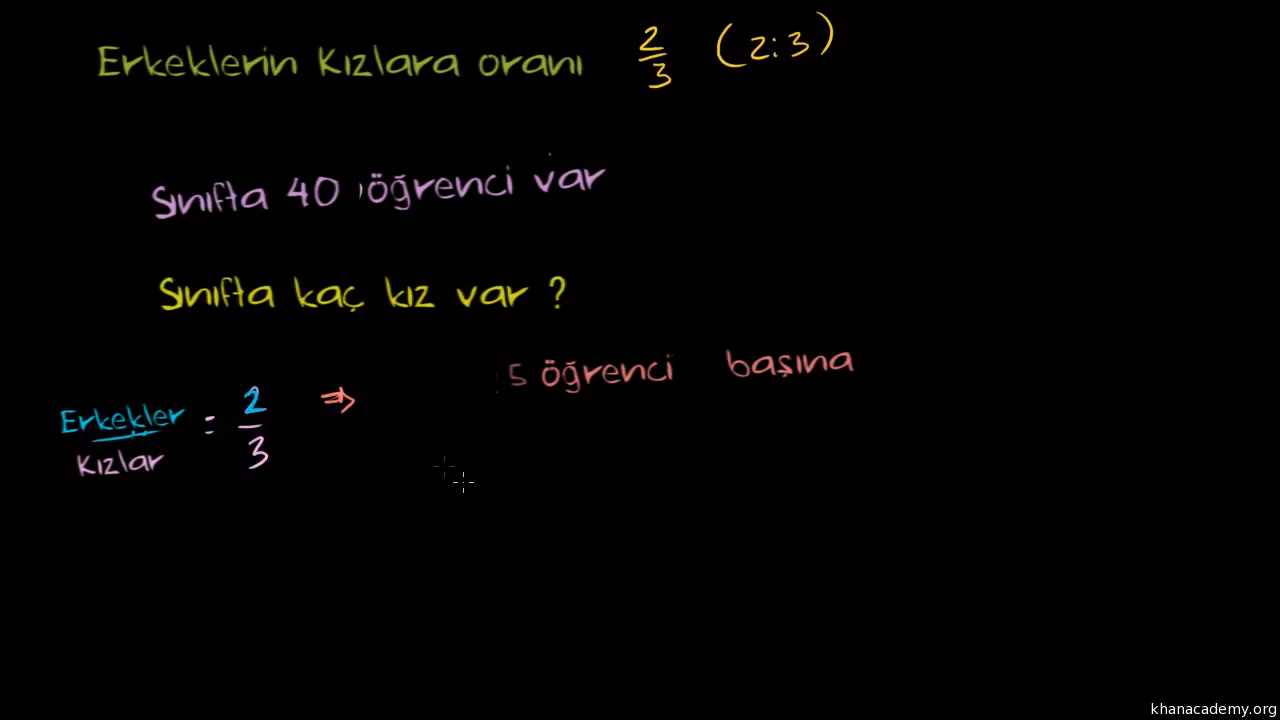 Erkeklerin Kızlara oranı 2/3 (2:3)
Sınıfta 40 öğrenci var
Sınıfta kaç kız var ?
5 öğrenci başına
Erkekler/Kızlar = 2/3 ⇒
khanacademy.org